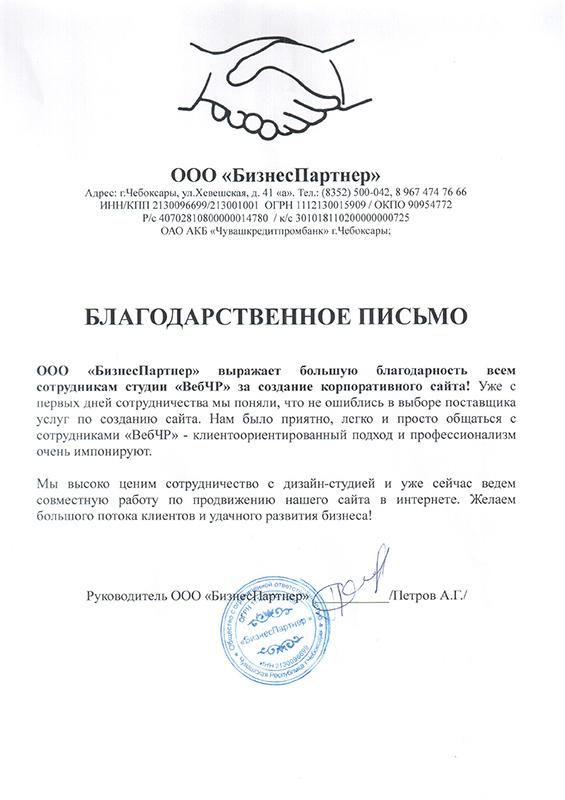 ООО «БизнесПартнер»
Адрес: г.Чебоксары, ул.Хевешская, д. 41 «а». Тел.: (8352) 500-042, 8 967 474 76 66
ИНН/КПП 2130096699/213001001 ОГРН 1112130015909 / ОКПО 90954772
Р/с 40702810800000014780 / к/с 30101811020000000725
ОАО АКБ «Чувашкредитпромбанк» г.Чебоксары;
БЛАГОДАРСТВЕННОЕ ПИСЬМО
ООО «БизнесПартнер» выражает большую благодарность всем
сотрудникам студии «ВебЧР» за создание корпоративного сайта! Уже с
первых дней сотрудничества мы поняли, что не ошиблись в выборе поставщика
услуг по созданию сайта. Нам было приятно, легко и просто общаться с
сотрудниками «ВебЧР» - клиентоориентированный подход и профессионализм
очень импонируют.
Мы высоко ценим сотрудничество с дизайн-студией и уже сейчас ведем
совместную работу по продвижению нашего сайта в интернете. Желаем
большого потока клиентов и удачного развития бизнеса!
Руководитель ООО «БизнесПартнер» ____________/Петров А.Г./
Общество с ограниченной
ОГРН
«БизнесПартнер»
ИНН 2130096699
Чувашская Республика г.Чебоксары